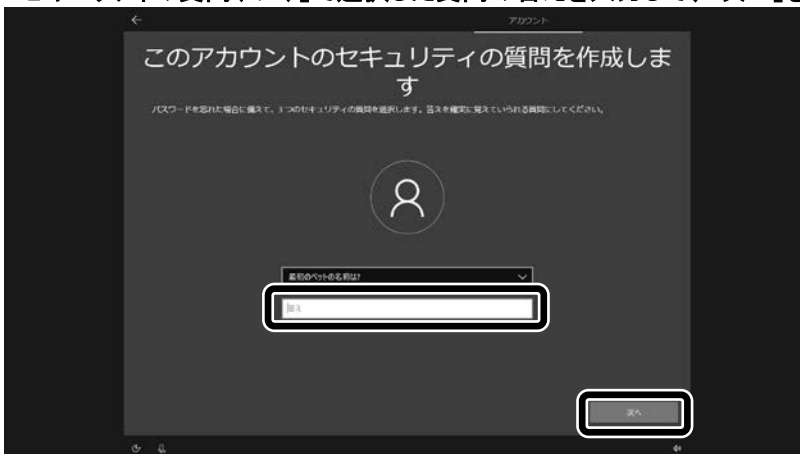 アカウント
このアカウントのセキュリティの質問を作成しま
す
パスワードを忘れた場合に備えて、3 つのセキュリティの質問を選択します。答えを確実に覚えていられる質問にしてください。
最初のペットの名前は?
答え
次へ